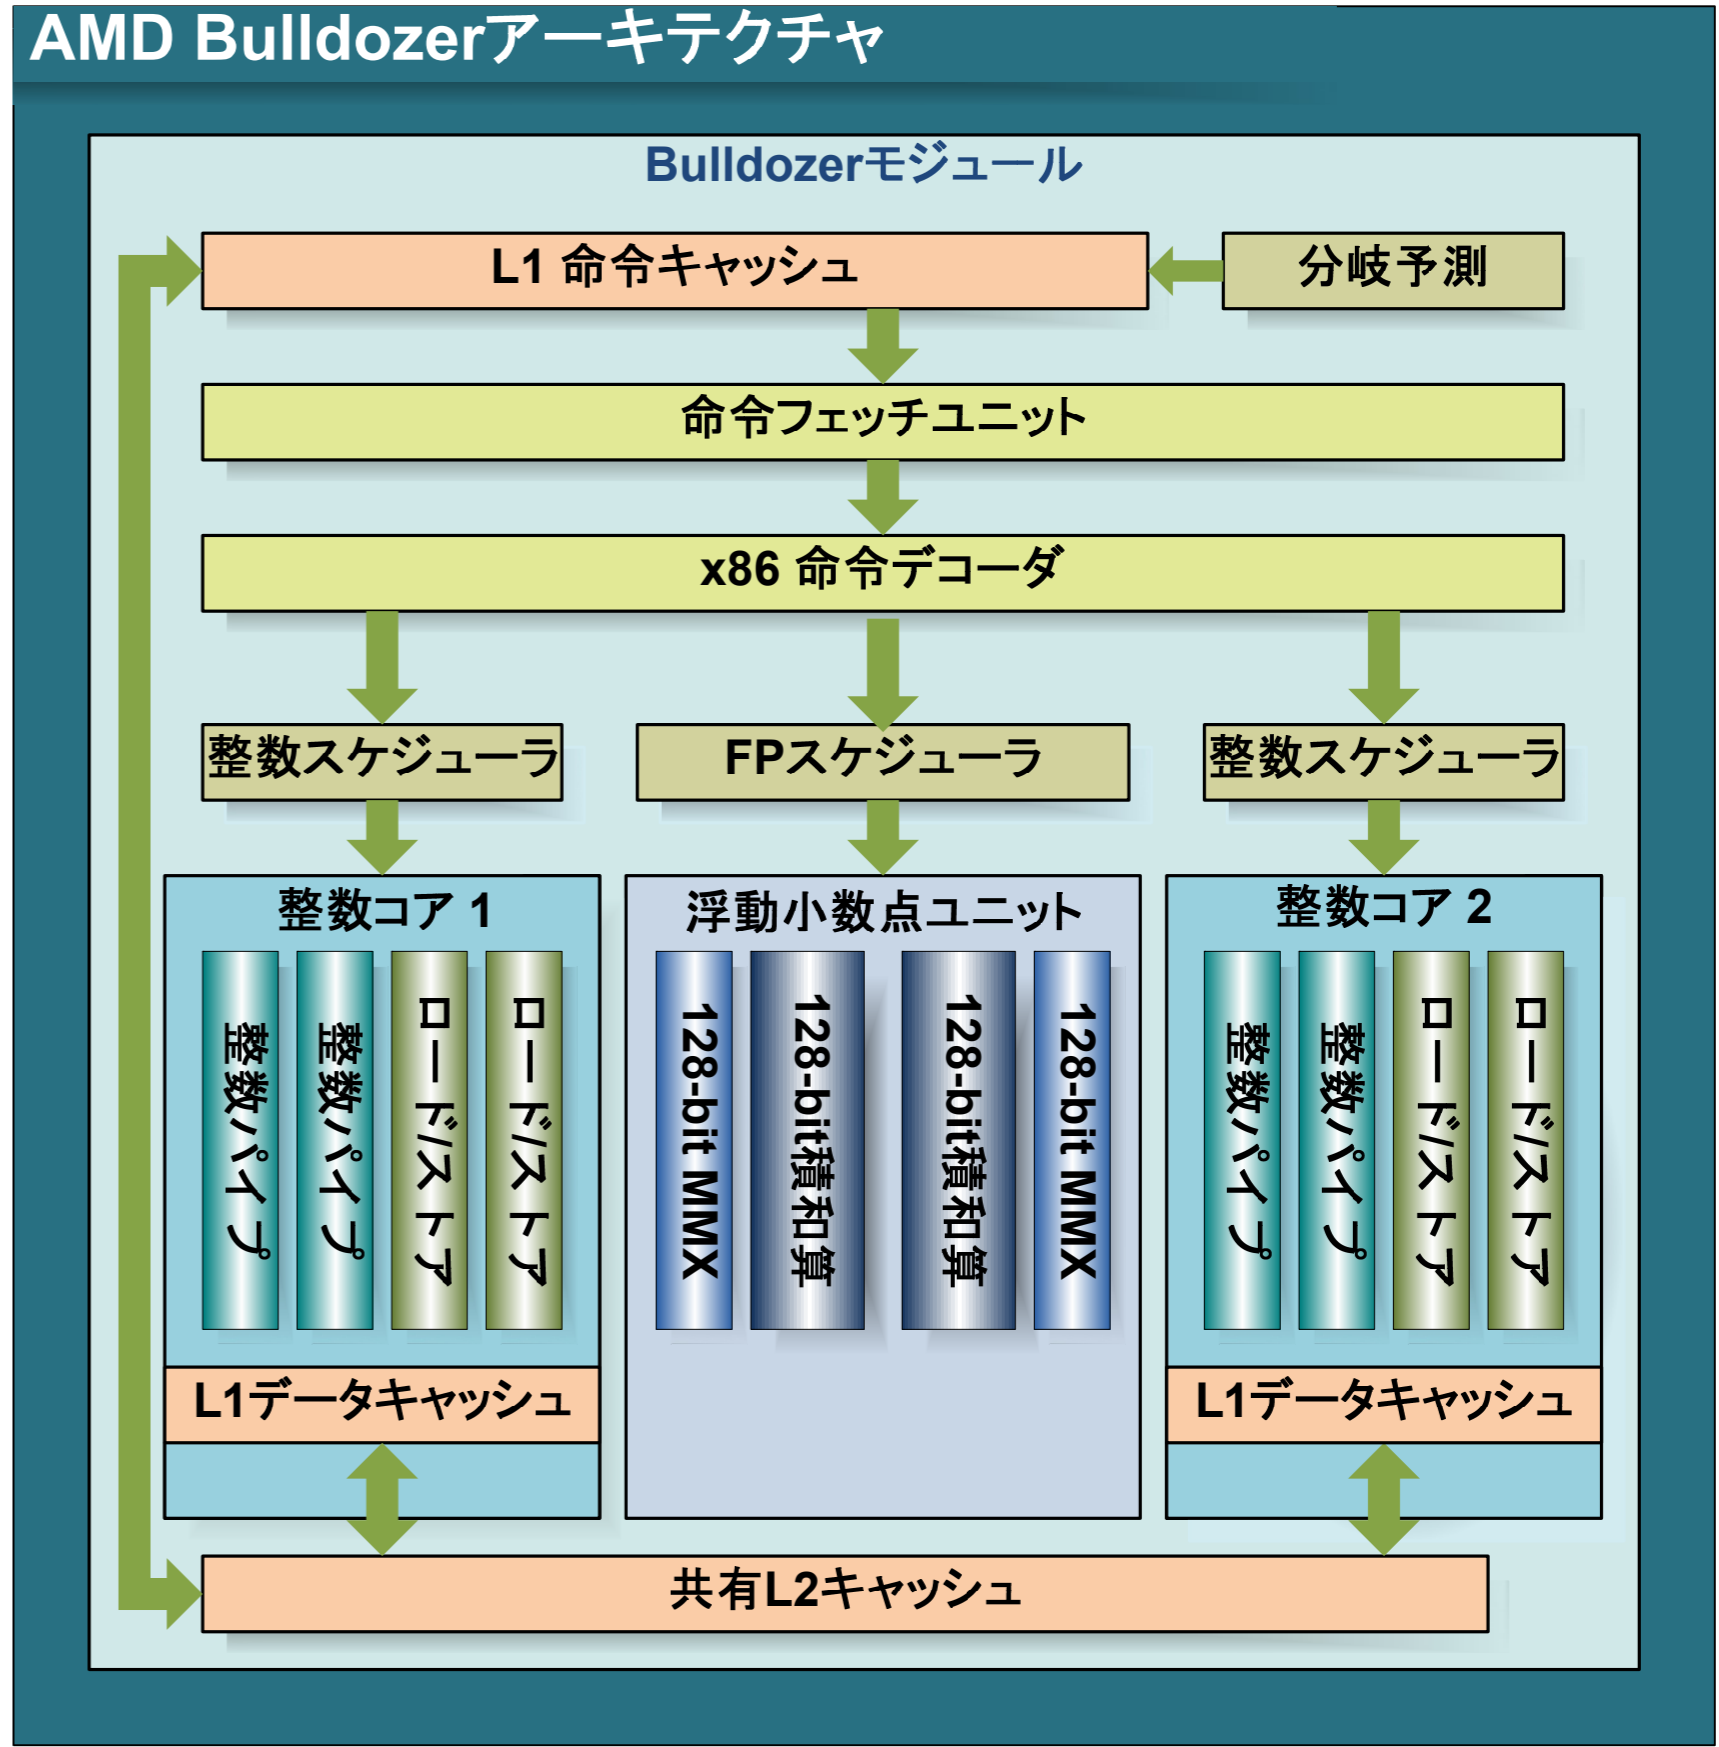 AMD Bulldozerアーキテクチャ
Bulldozerモジュール
L1 命令キャッシュ
分岐予測
命令フェッチユニット
x86 命令デコーダ
整数スケジューラ
FPスケジューラ
整数スケジューラ
整数コア 1
整数パイプ
整数パイプ
ロード/ストア
ロード/ストア
L1データキャッシュ
浮動小数点ユニット
128-bit MMX
128-bit積和算
128-bit積和算
128-bit MMX
整数コア 2
整数パイプ
整数パイプ
ロード/ストア
ロード/ストア
L1データキャッシュ
共有L2キャッシュ